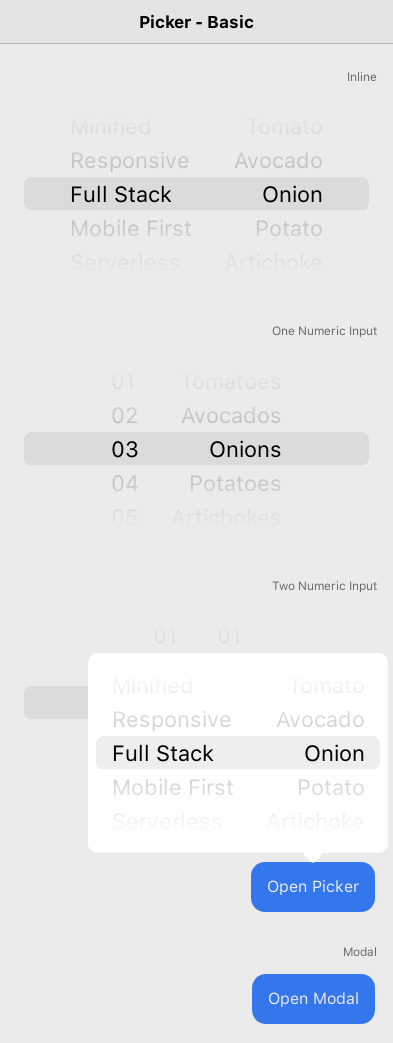 Picker - Basic
Inline
Minified Tomato
Responsive Avocado
Full Stack Onion
Mobile First Potato
Serverless Artichoke
One Numeric Input
01 Tomatoes
02 Avocados
03 Onions
04 Potatoes
05 Artichokes
Two Numeric Input
01 01
Minified Tomato
Responsive Avocado
Full Stack Onion
Mobile First Potato
Serverless Artichoke
Open Picker
Modal
Open Modal